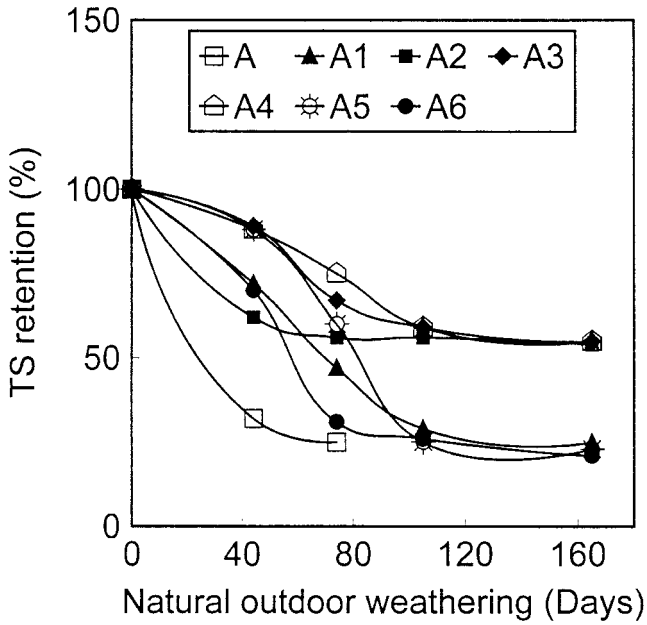 150
A A1 A2 A3
A4 A5 A6
100
50
0
TS retention (%)
0 40 80 120 160
Natural outdoor weathering (Days)